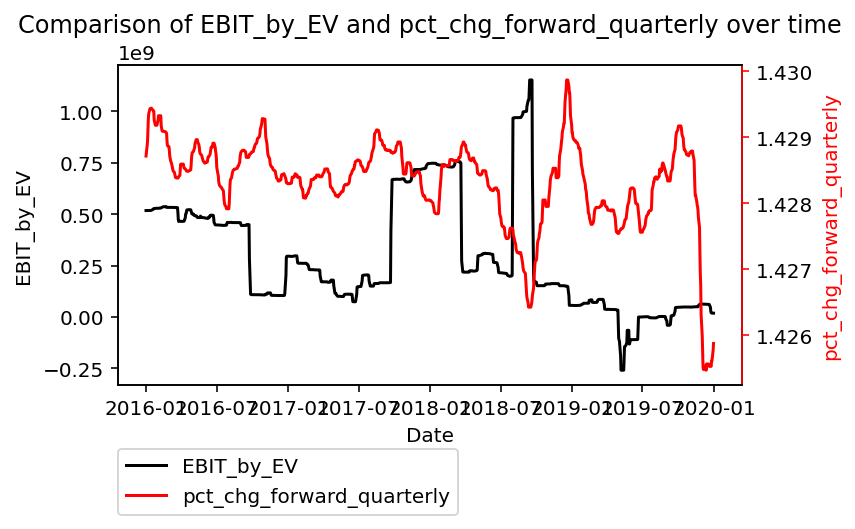 Comparison of EBIT_by_EV and pct_chg_forward_quarterly over time
1e9
1.00
0.75
0.50
0.25
0.00
−0.25
EBIT_by_EV
1.430
1.429
1.428
1.427
1.426
pct_chg_forward_quarterly
2016-01
2016-07
2017-01
2017-07
2018-01
2018-07
2019-01
2019-07
2020-01
Date
EBIT_by_EV
pct_chg_forward_quarterly